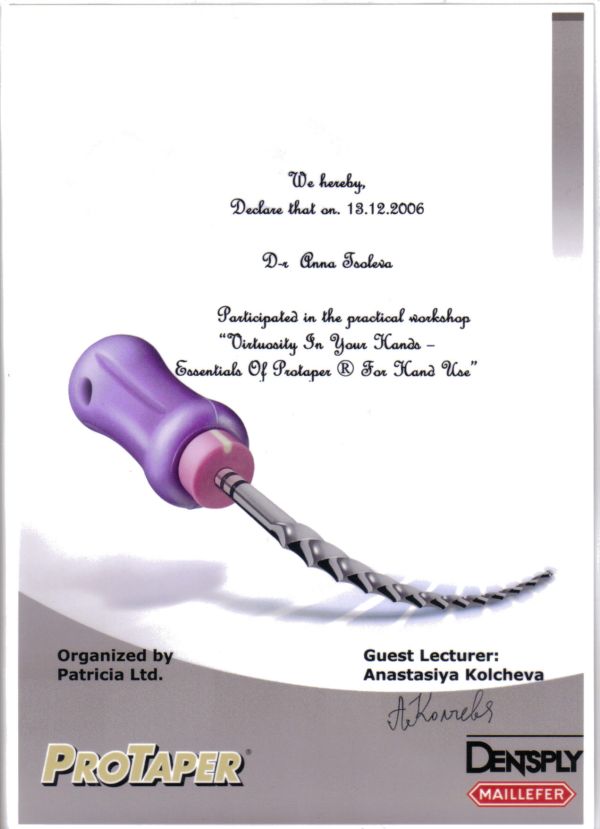 We hereby,
Declare that on. 13.12.2006
D-r Anna Tsoleva
Participated in the practical workshop
“Virtuosity In Your Hands –
Essentials Of Protaper ® For Hand Use”
Organized by
Patricia Ltd.
Guest Lecturer:
Anastasiya Kolcheva
АКолчева
PROTAPER®
DENTSPLY
MAILLEFER